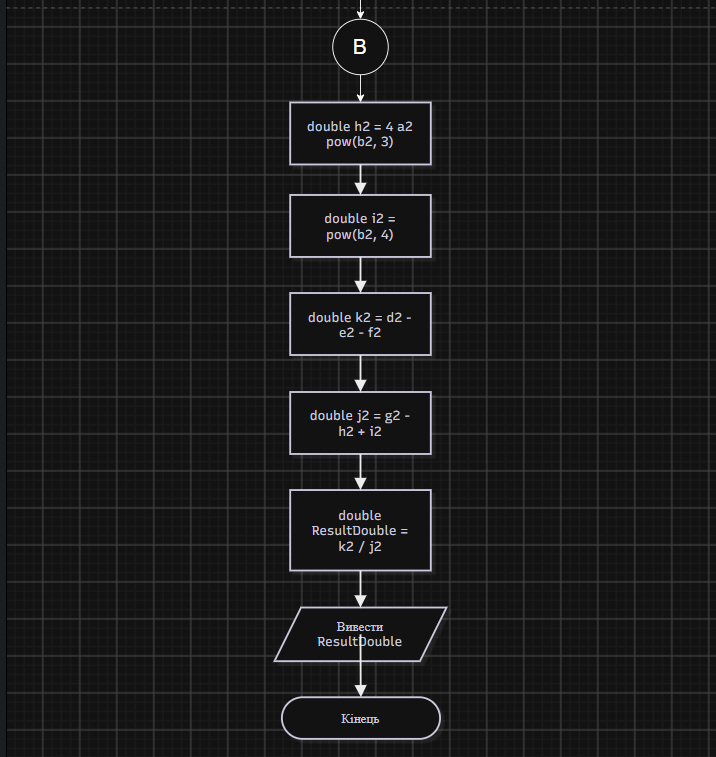 B
double h2 = 4 a2
pow(b2, 3)
double i2 =
pow(b2, 4)
double k2 = d2 -
e2 - f2
double j2 = g2 -
h2 + i2
double
ResultDouble =
k2 / j2
Вивести
ResultDouble
Кінець